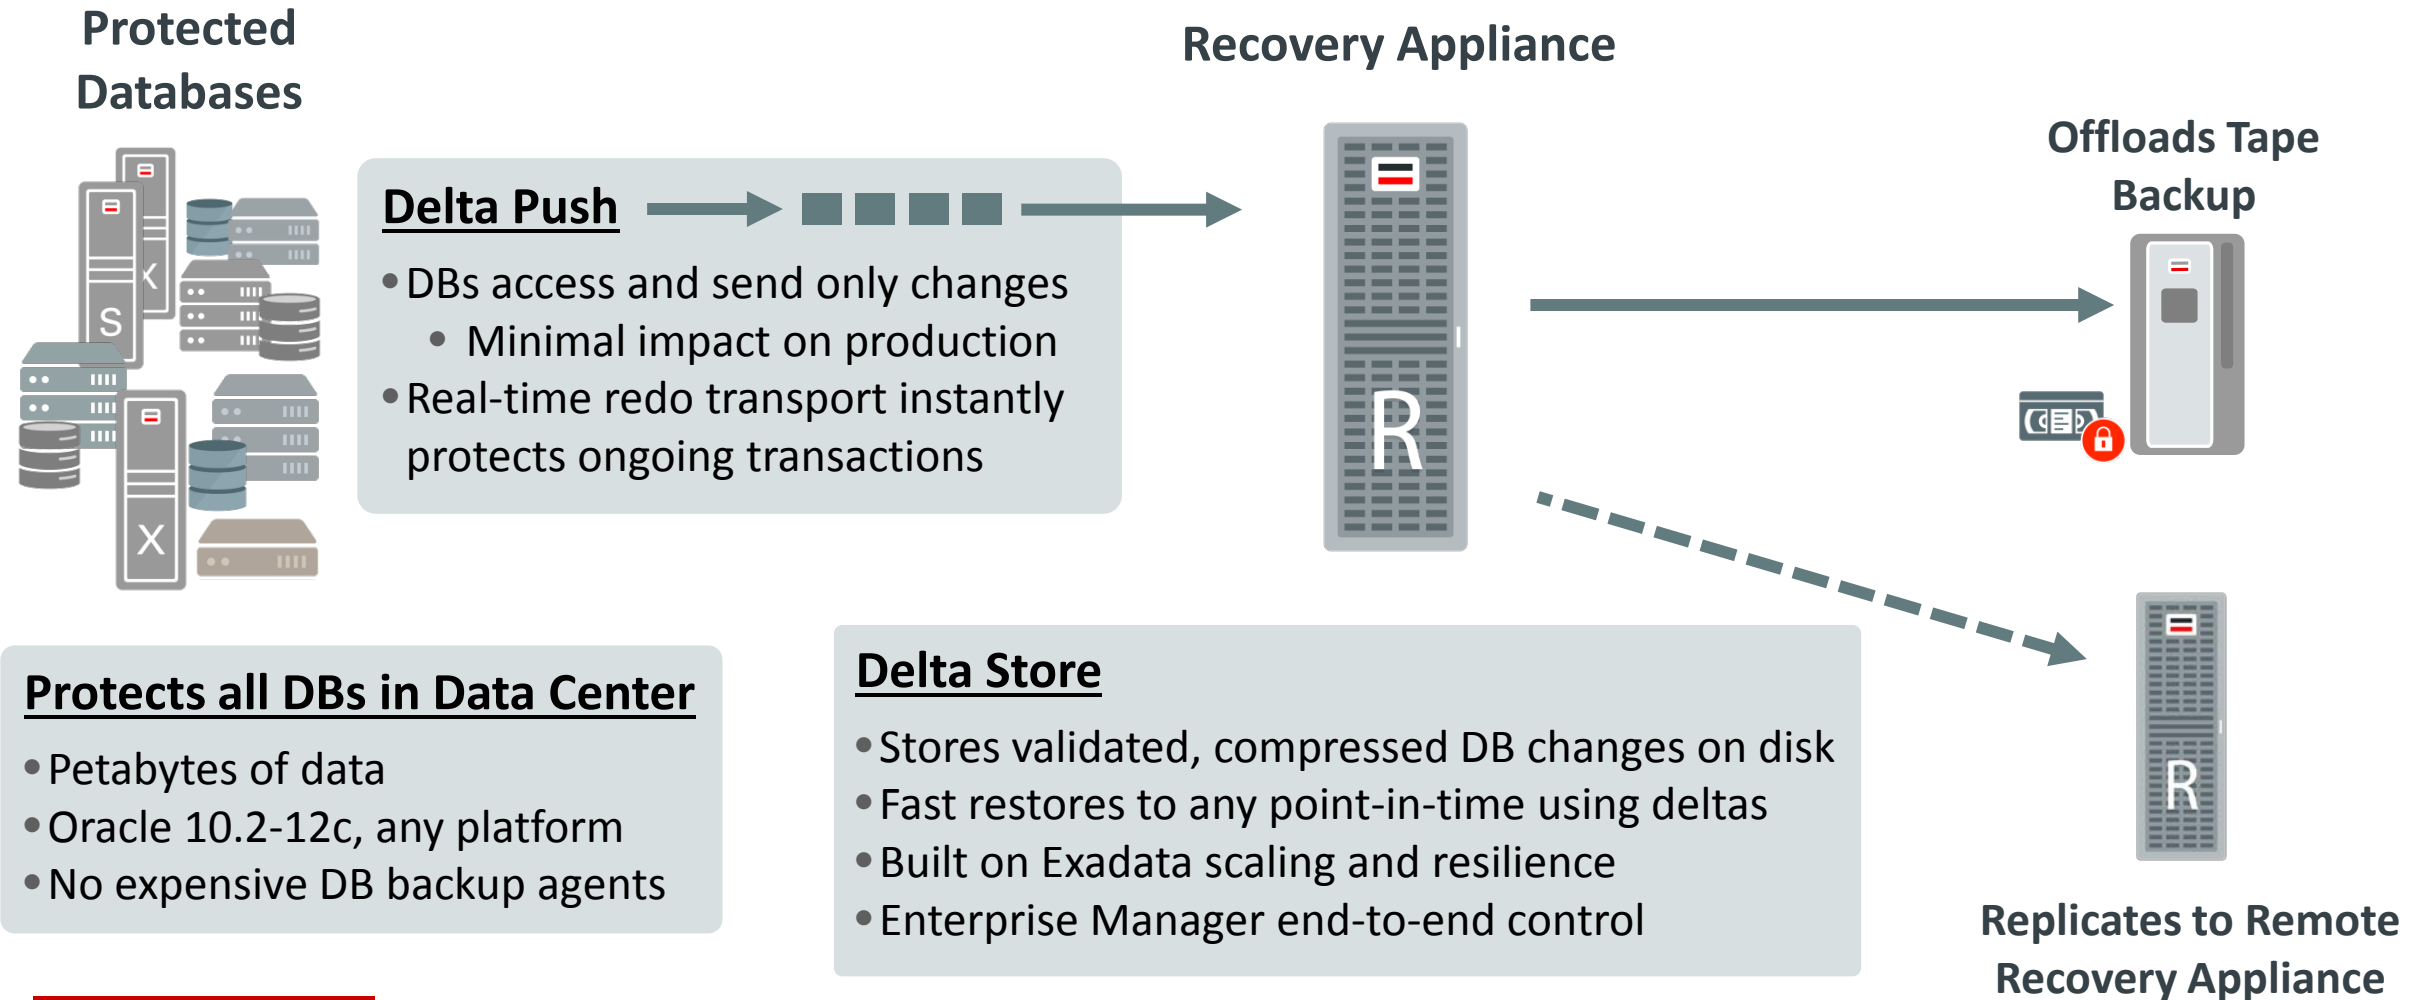 Protected
Databases
Recovery Appliance
Offloads Tape
Backup
Delta Push
•DBs access and send only changes
• Minimal impact on production
•Real-time redo transport instantly
protects ongoing transactions
X
S
X
R
R
Protects all DBs in Data Center
•Petabytes of data
•Oracle 10.2-12c, any platform
•No expensive DB backup agents
Delta Store
•Stores validated, compressed DB changes on disk
•Fast restores to any point-in-time using deltas
•Built on Exadata scaling and resilience
•Enterprise Manager end-to-end control
Replicates to Remote
Recovery Appliance